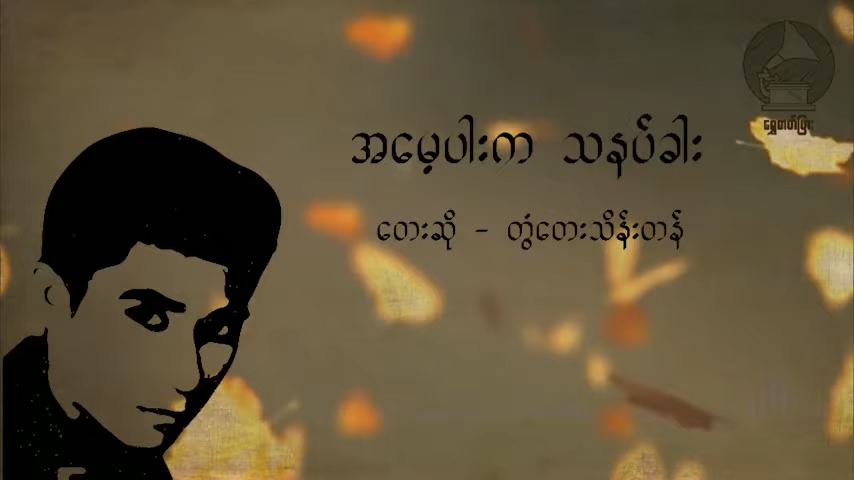 အမေ့ပါးက သနပ်ခါး
တေးဆို - တွံတေးသိန်းတန်
ရွှေဓာတ်ပြား